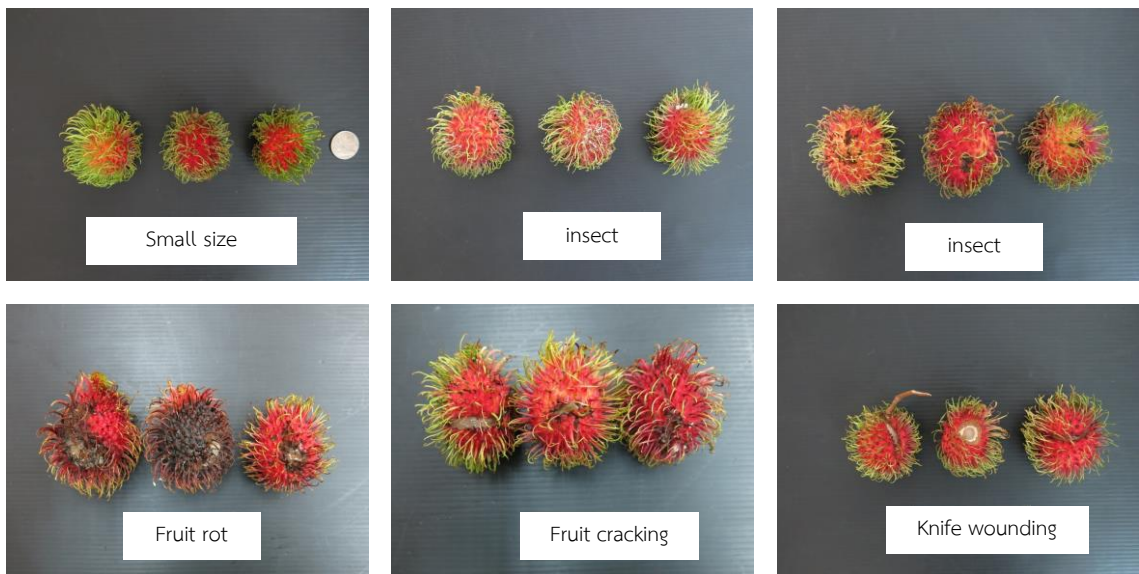 Small size
insect
insect
Fruit rot
Fruit cracking
Knife wounding